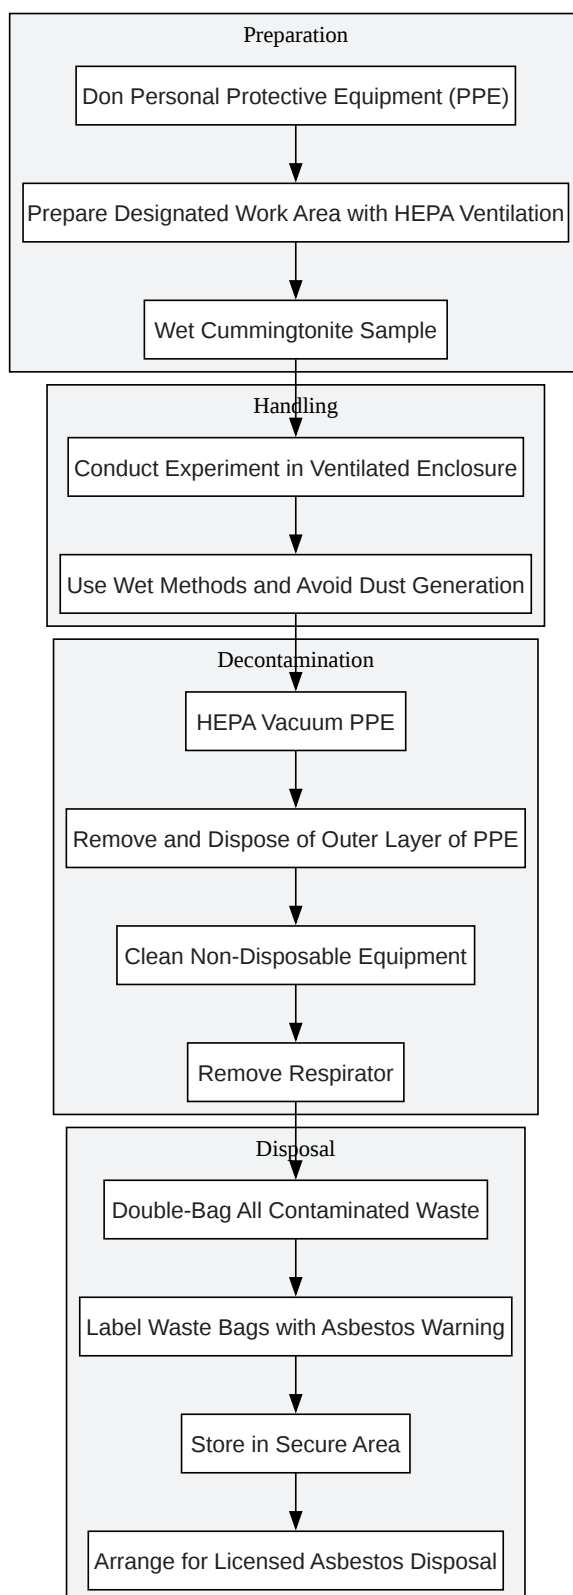 Preparation
Don Personal Protective Equipment (PPE)
Prepare Designated Work Area with HEPA Ventilation
Wet Cummingtonite Sample
Handling
Conduct Experiment in Ventilated Enclosure
Use Wet Methods and Avoid Dust Generation
Decontamination
HEPA Vacuum PPE
Remove and Dispose of Outer Layer of PPE
Clean Non-Disposable Equipment
Remove Respirator
Disposal
Double-Bag All Contaminated Waste
Label Waste Bags with Asbestos Warning
Store in Secure Area
Arrange for Licensed Asbestos Disposal